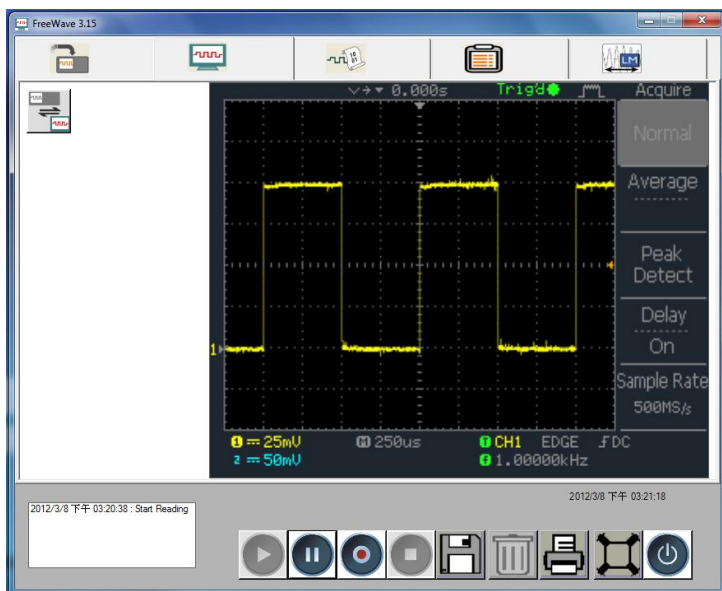 FreeWave 3.15
LM
0.000s Trig'd Acquire
Normal
Average
Peak
Detect
Delay
On
Sample Rate
500MS/s
1
1 25mV M 250us T CH1 EDGE DC
2 50mV f 1.00000kHz
2012/3/8 下午 03:21:18
2012/3/8 下午 03:20:38 : Start Reading